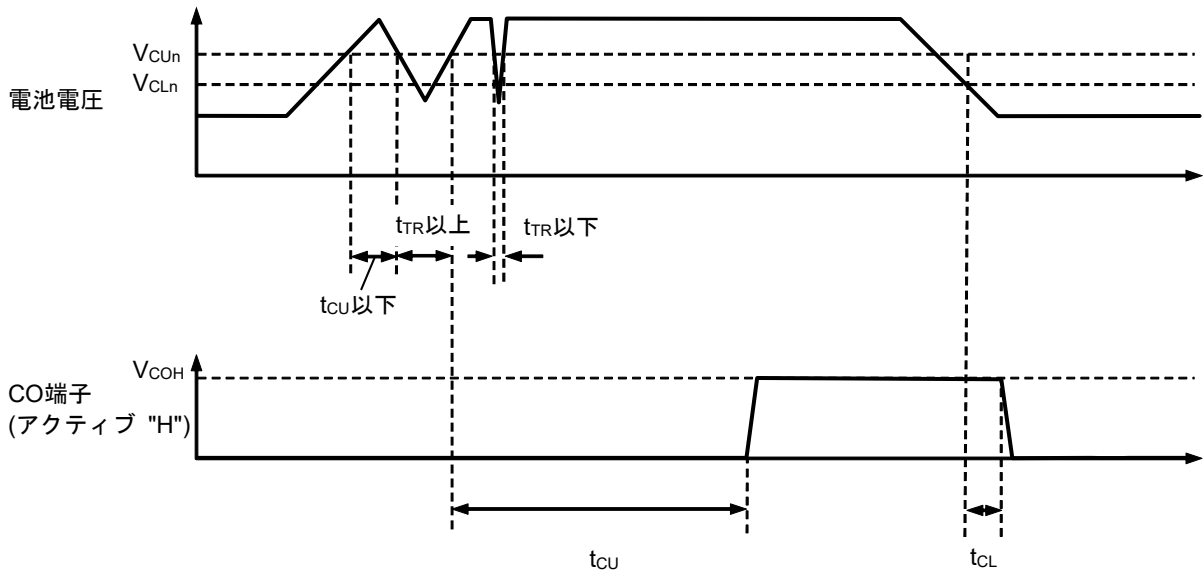 VCUn
VCLn
電池電圧
tTR以上
tTR以下
tCU以下
VCOH
CO端子
(アクティブ "H")
tCU
tCL